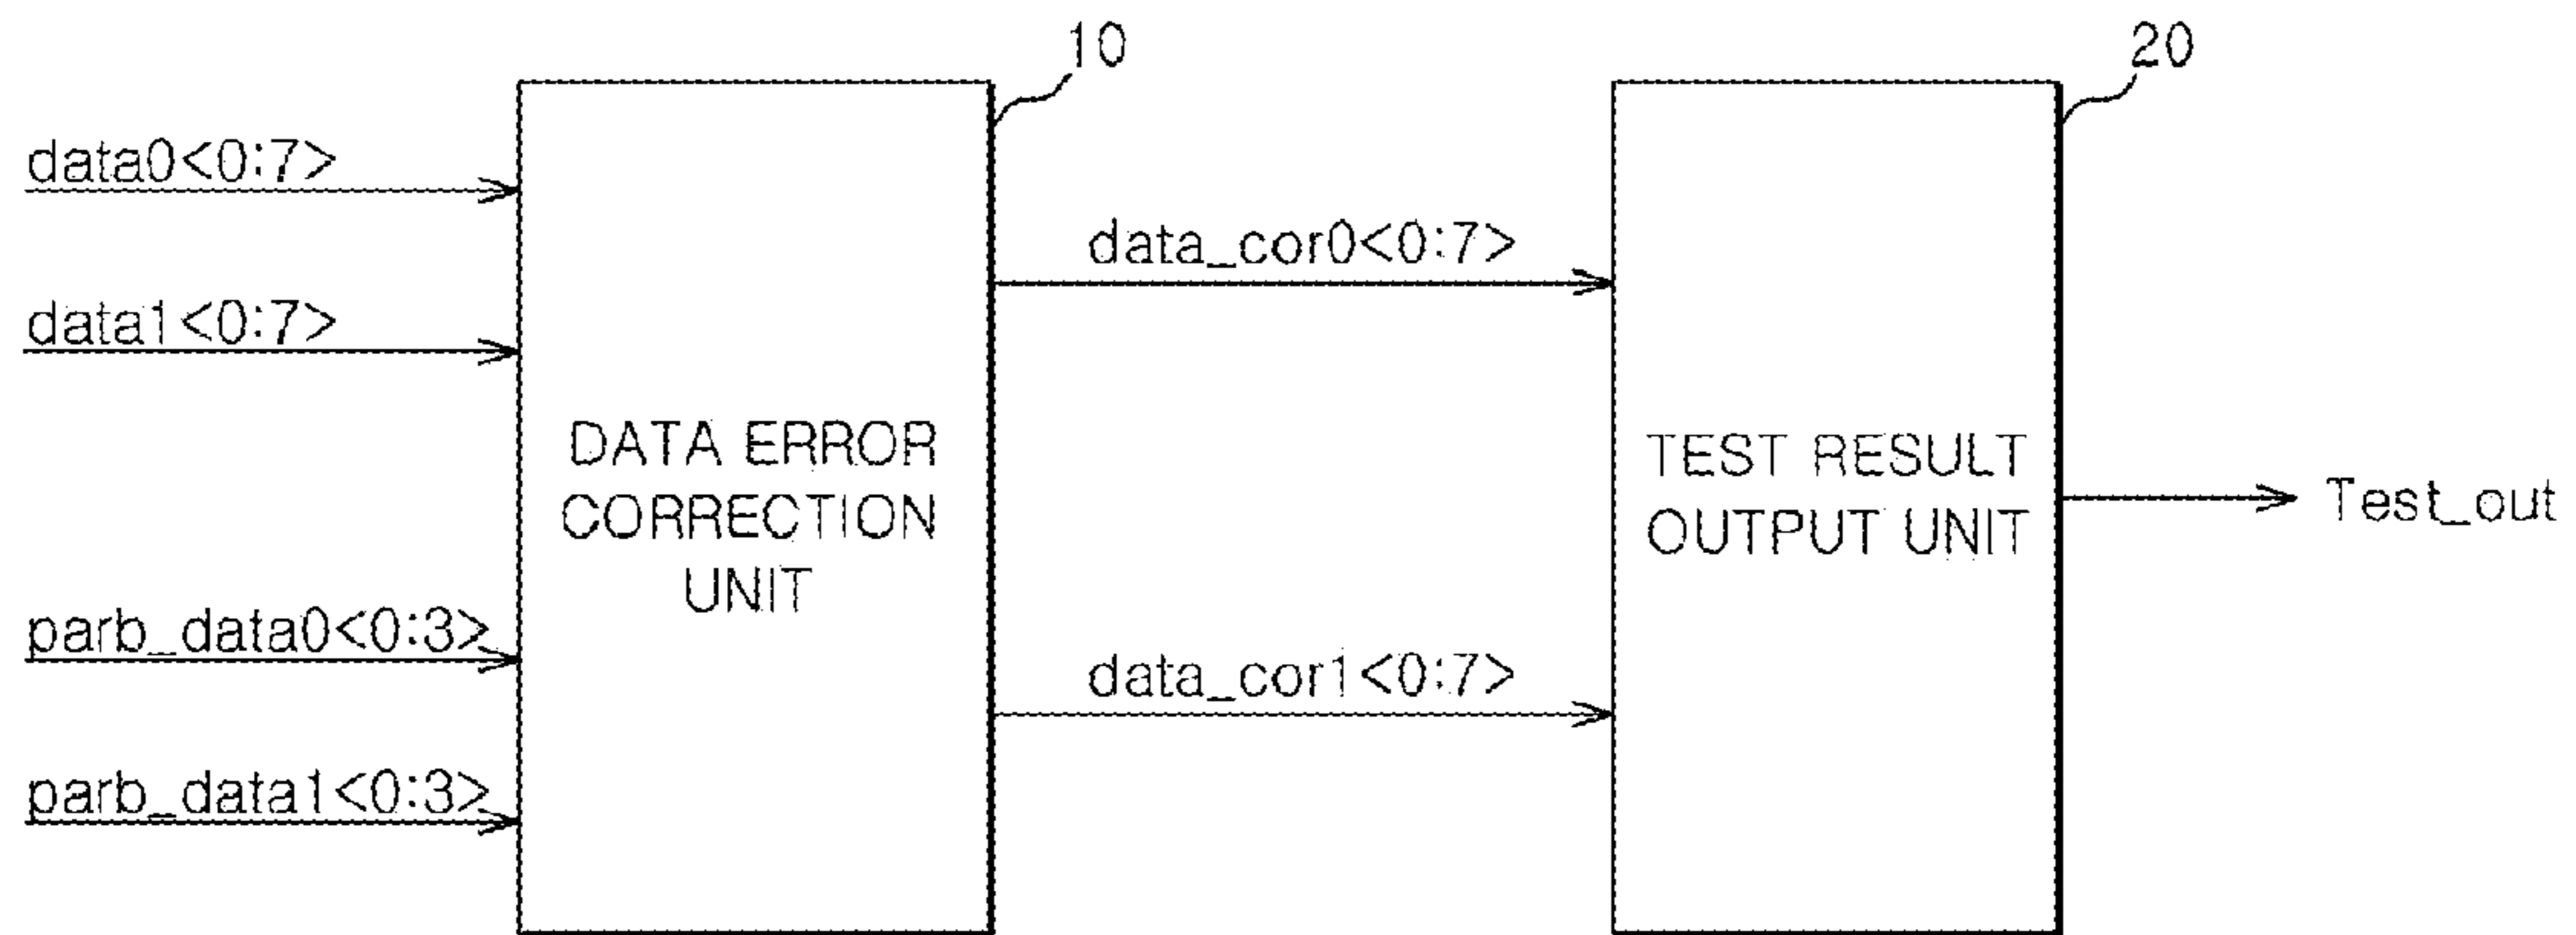 10
20
data0<0:7>
data1<0:7>
parb_data0<0:3>
parb_data1<0:3>
DATA ERROR
CORRECTION
UNIT
data_cor0<0:7>
data_cor1<0:7>
TEST RESULT
OUTPUT UNIT
Test_out